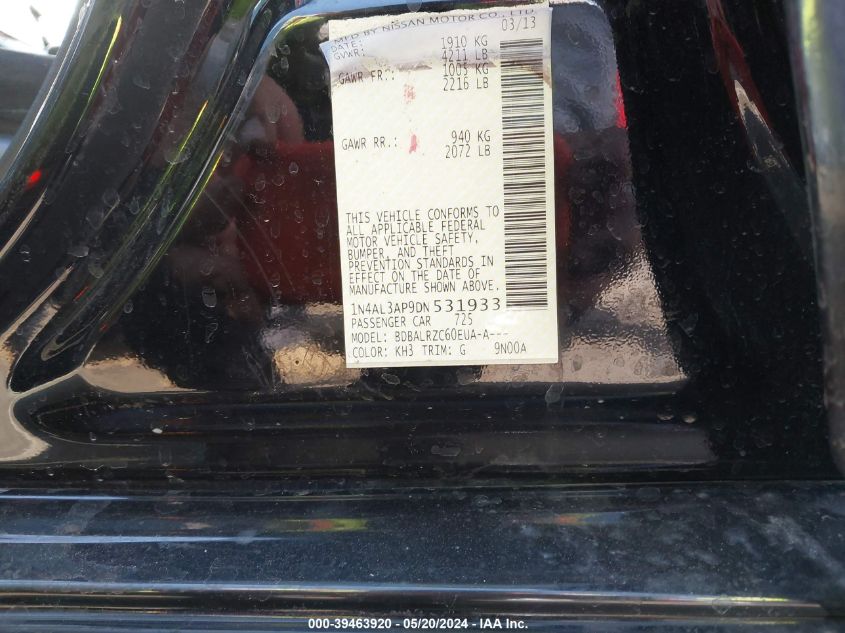 MFD BY NISSAN MOTOR CO., LTD.
DATE: 03/13
GVWR: 1910 KG
4211 LB
GAWR FR.: 1005 KG
2216 LB
GAWR RR.: 940 KG
2072 LB
THIS VEHICLE CONFORMS TO
ALL APPLICABLE FEDERAL
MOTOR VEHICLE SAFETY,
BUMPER, AND THEFT
PREVENTION STANDARDS IN
EFFECT ON THE DATE OF
MANUFACTURE SHOWN ABOVE.
1N4AL3AP9DN531933
PASSENGER CAR 725
MODEL: BDBALRZC60EUA-A---
COLOR: KH3 TRIM: G 9N00A
000-39463920 - 05/20/2024 - IAA Inc.